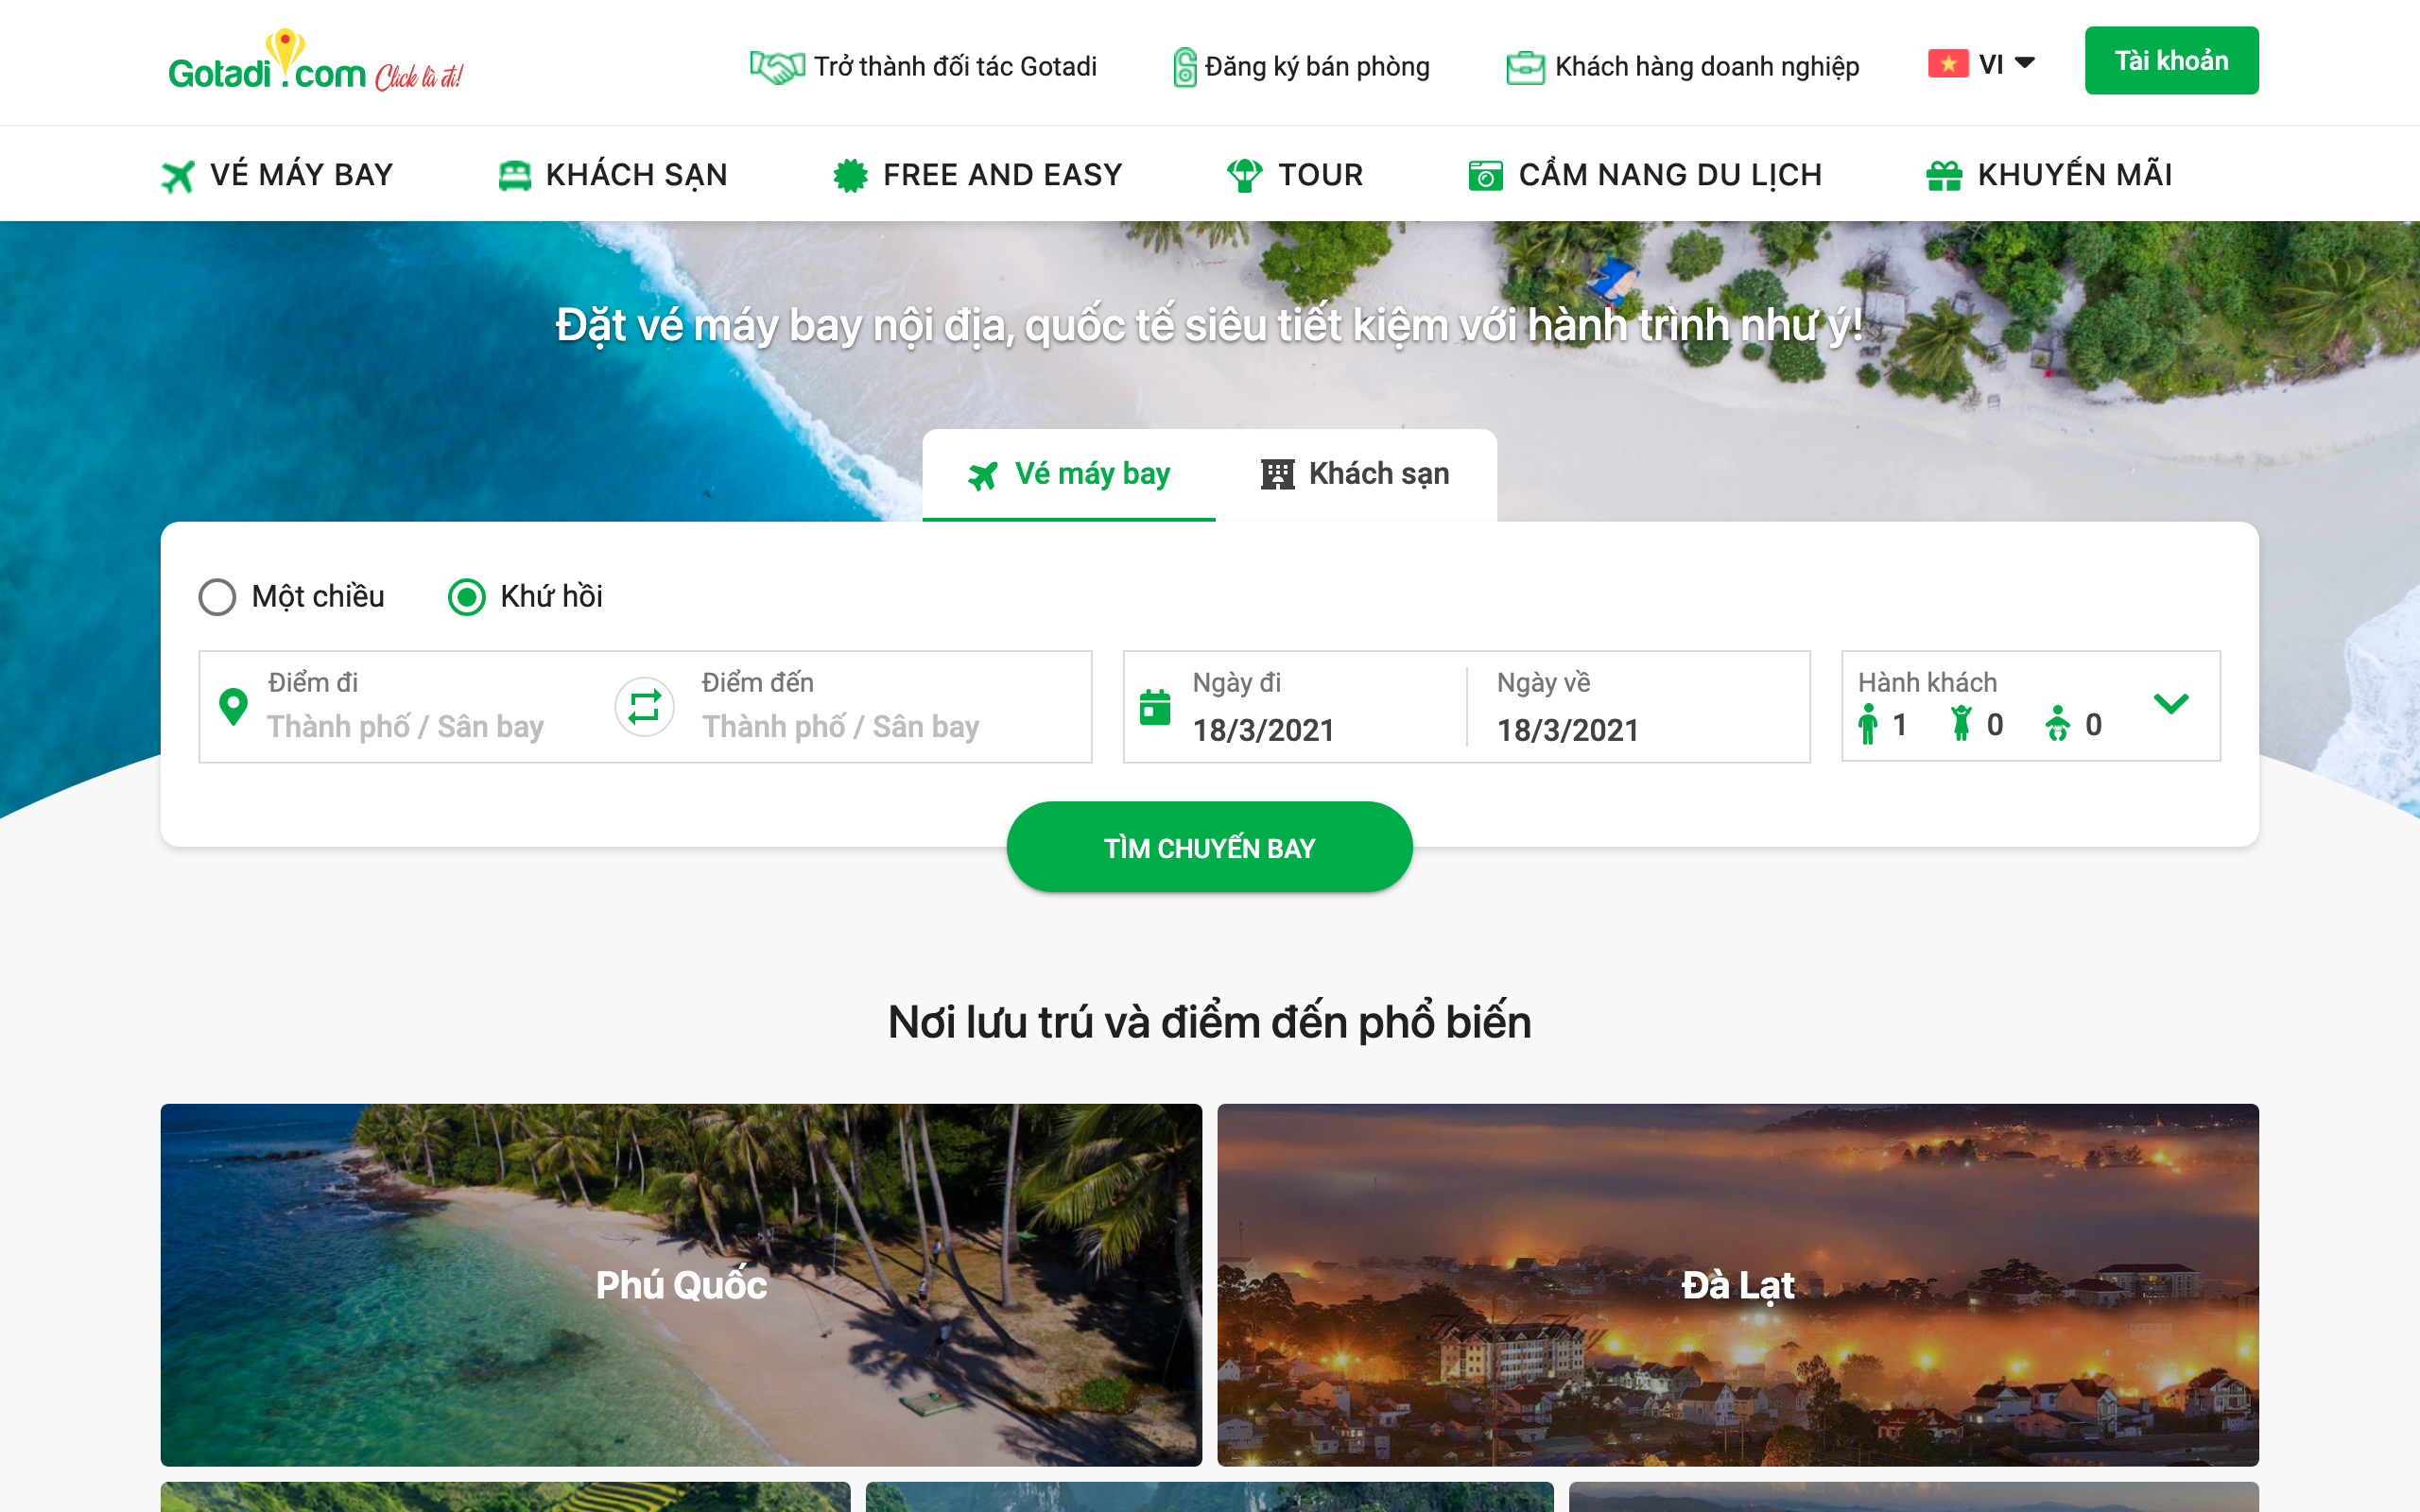 Gotadi.com Click là đi!
Trở thành đối tác Gotadi
Đăng ký bán phòng
Khách hàng doanh nghiệp
VI
Tài khoản
VÉ MÁY BAY
KHÁCH SẠN
FREE AND EASY
TOUR
CẨM NANG DU LỊCH
KHUYẾN MÃI
Đặt vé máy bay nội địa, quốc tế siêu tiết kiệm với hành trình như ý!
Vé máy bay
Khách sạn
Một chiều
Khứ hồi
Điểm đi
Thành phố / Sân bay
Điểm đến
Thành phố / Sân bay
Ngày đi
18/3/2021
Ngày về
18/3/2021
Hành khách
1 0 0
TÌM CHUYẾN BAY
Nơi lưu trú và điểm đến phổ biến
Phú Quốc
Đà Lạt